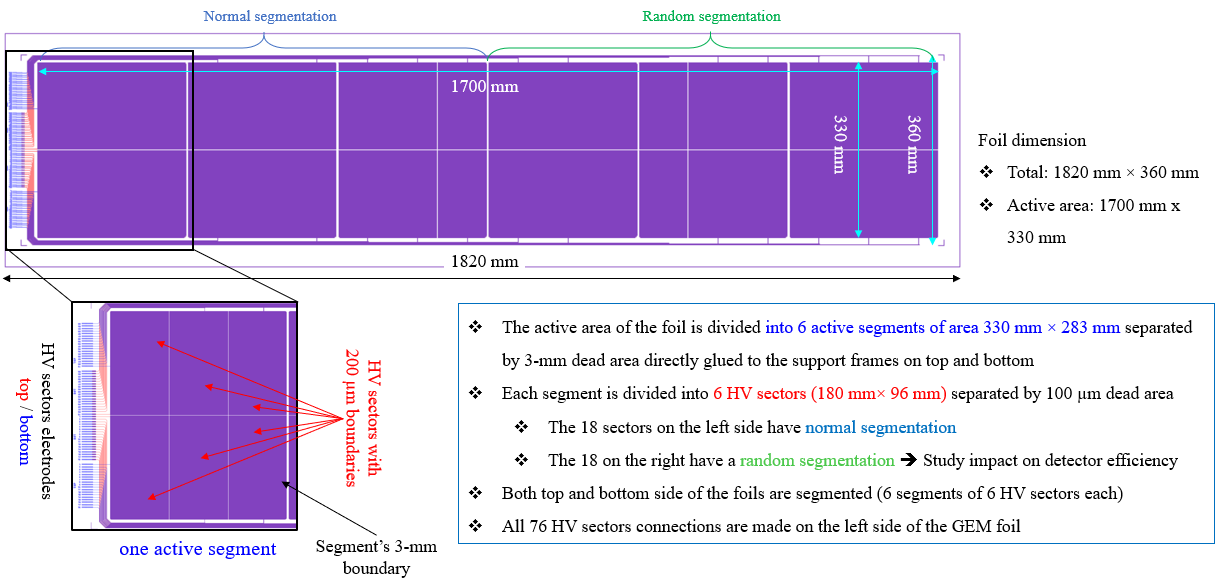 Normal segmentation
Random segmentation
1700 mm
330 mm
360 mm
1820 mm
Foil dimension
❖ Total: 1820 mm × 360 mm
❖ Active area: 1700 mm x
330 mm
HV sectors electrodes
top / bottom
HV sectors with
200 µm boundaries
one active segment
Segment’s 3-mm
boundary
❖ The active area of the foil is divided into 6 active segments of area 330 mm × 283 mm separated
by 3-mm dead area directly glued to the support frames on top and bottom
❖ Each segment is divided into 6 HV sectors (180 mm× 96 mm) separated by 100 µm dead area
❖ The 18 sectors on the left side have normal segmentation
❖ The 18 on the right have a random segmentation ➔ Study impact on detector efficiency
❖ Both top and bottom side of the foils are segmented (6 segments of 6 HV sectors each)
❖ All 76 HV sectors connections are made on the left side of the GEM foil